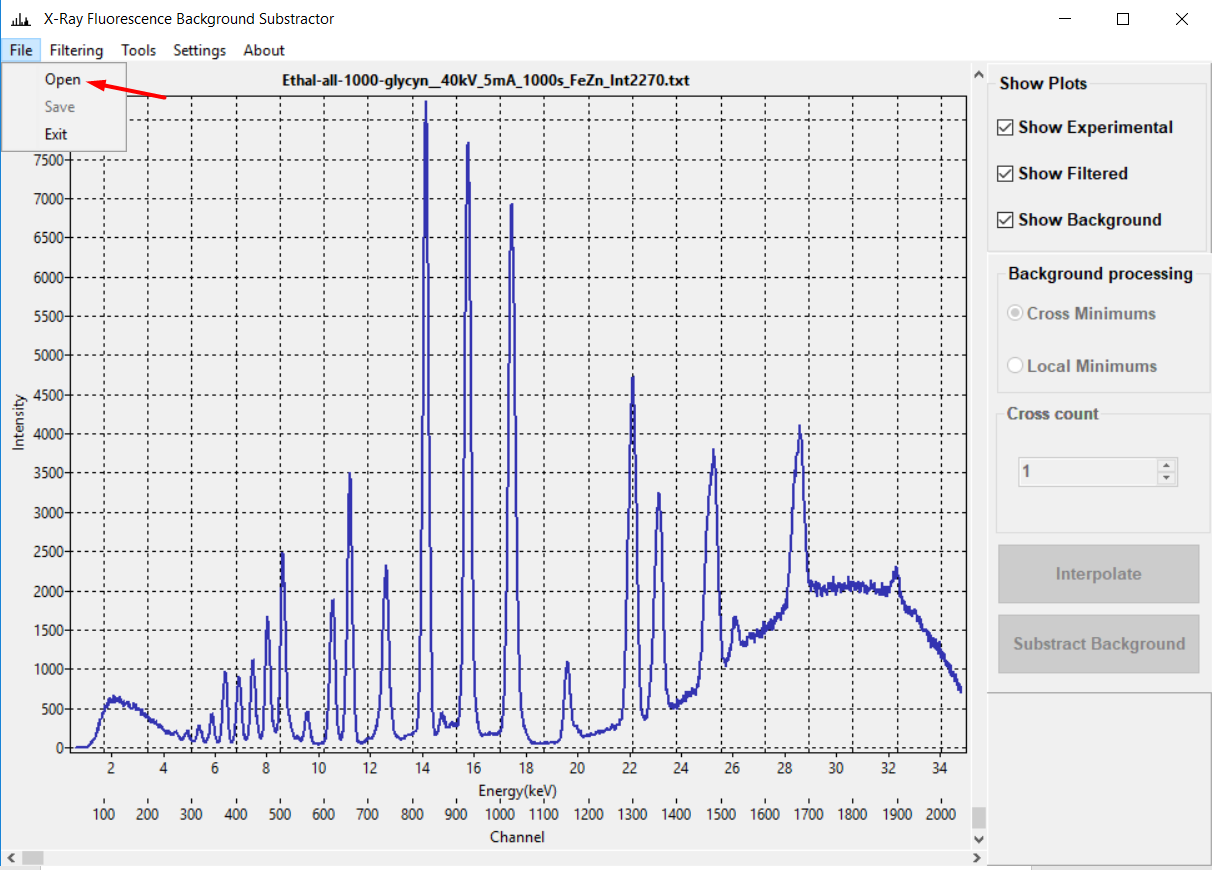 X-Ray Fluorescence Background Substractor
File Filtering Tools Settings About
Open
Save
Exit
Ethal-all-1000-glycyn__40kV_5mA_1000s_FeZn_Int2270.txt
7500
7000
6500
6000
5500
5000
4500
4000
3500
3000
2500
2000
1500
1000
500
0
Intensity
2 4 6 8 10 12 14 16 18 20 22 24 26 28 30 32 34
Energy(keV)
100 200 300 400 500 600 700 800 900 1000 1100 1200 1300 1400 1500 1600 1700 1800 1900 2000
Channel
Show Plots
Show Experimental
Show Filtered
Show Background
Background processing
Cross Minimums
Local Minimums
Cross count
1
Interpolate
Substract Background